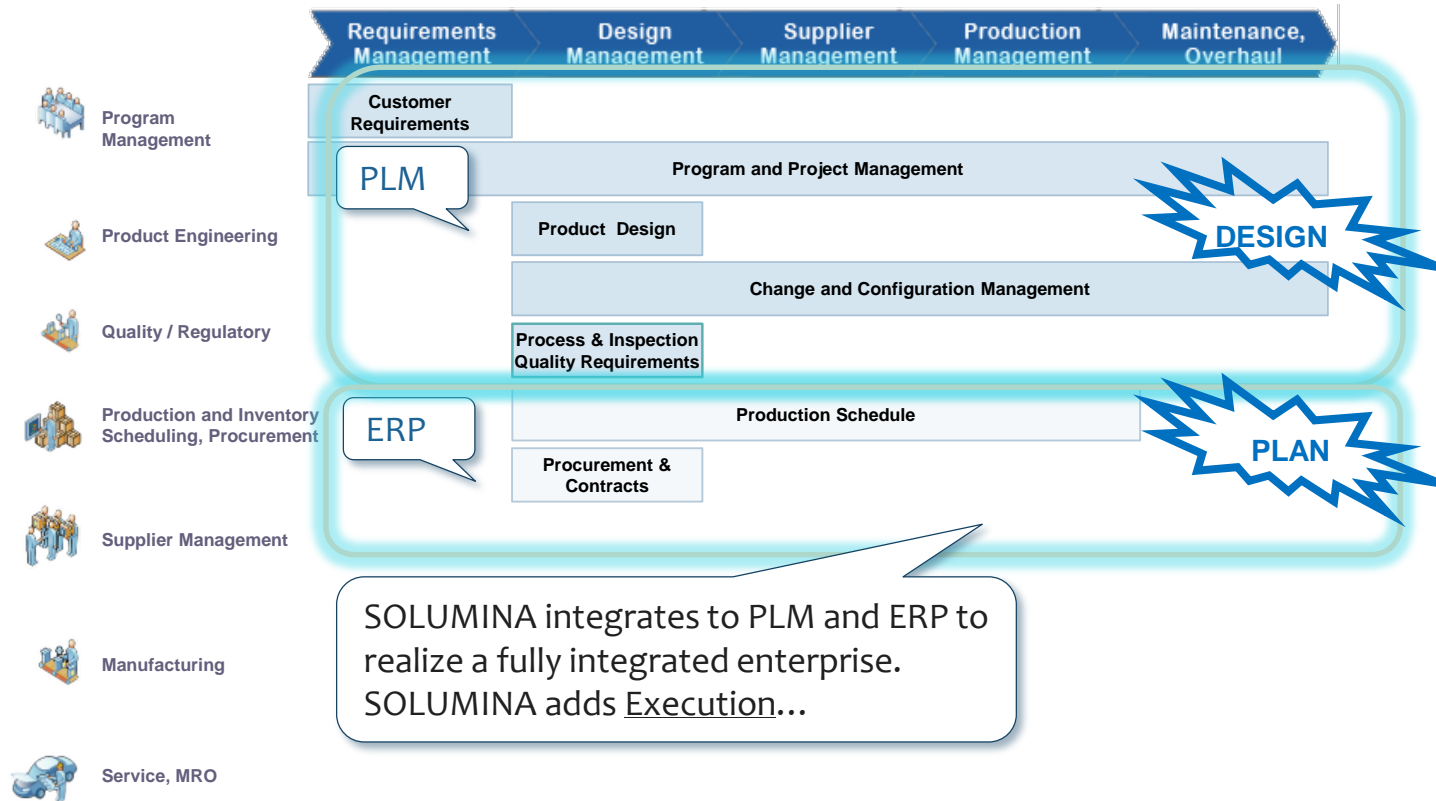 Requirements
Management
Design
Management
Supplier
Management
Production
Management
Maintenance,
Overhaul
Program
Management
Customer
Requirements
PLM
Program and Project Management
DESIGN
Product Engineering
Product Design
Change and Configuration Management
Quality / Regulatory
Process & Inspection
Quality Requirements
Production and Inventory
Scheduling, Procurement
ERP
Production Schedule
PLAN
Procurement &
Contracts
Supplier Management
SOLUMINA integrates to PLM and ERP to
realize a fully integrated enterprise.
SOLUMINA adds Execution…
Manufacturing
Service, MRO